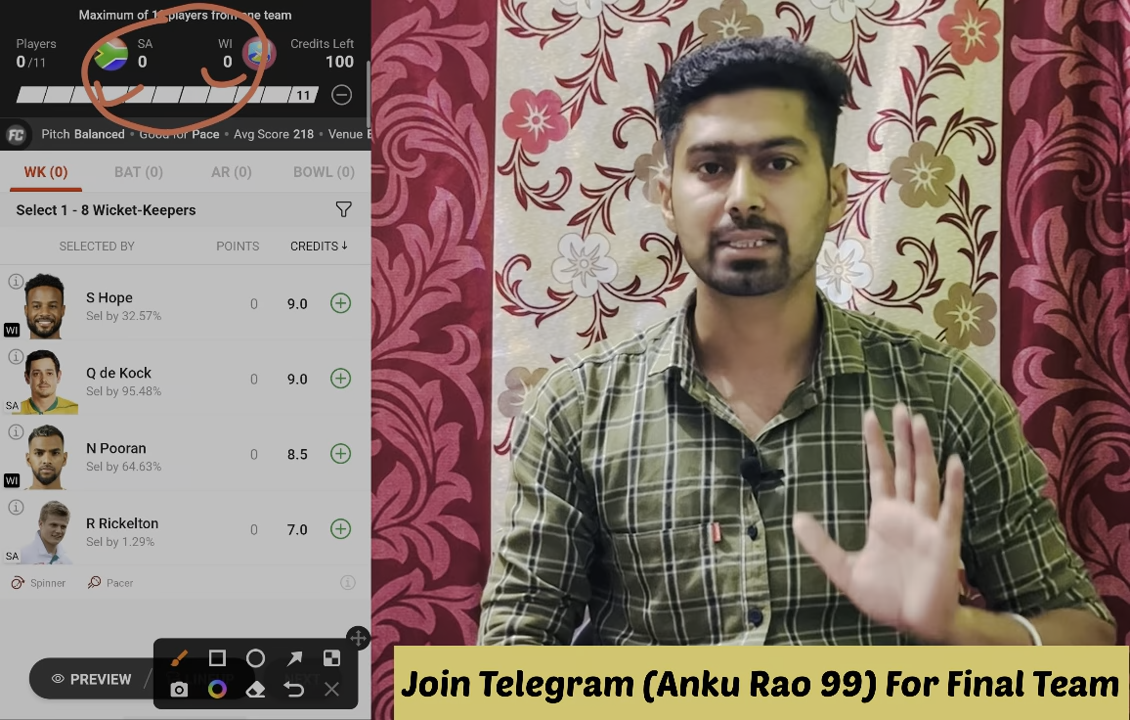 Maximum of players from one team
Players SA WI Credits Left
0/11 0 0 100
11
FC Pitch Balanced • Good for Pace • Avg Score 218 • Venue
WK (0) BAT (0) AR (0) BOWL (0)
Select 1 - 8 Wicket-Keepers
SELECTED BY POINTS CREDITS↓
S Hope
Sel by 32.57%
0 9.0
WI
Q de Kock
Sel by 95.48%
0 9.0
SA
N Pooran
Sel by 64.63%
0 8.5
WI
R Rickelton
Sel by 1.29%
0 7.0
SA
Spinner Pacer
PREVIEW
Join Telegram (Anku Rao 99) For Final Team